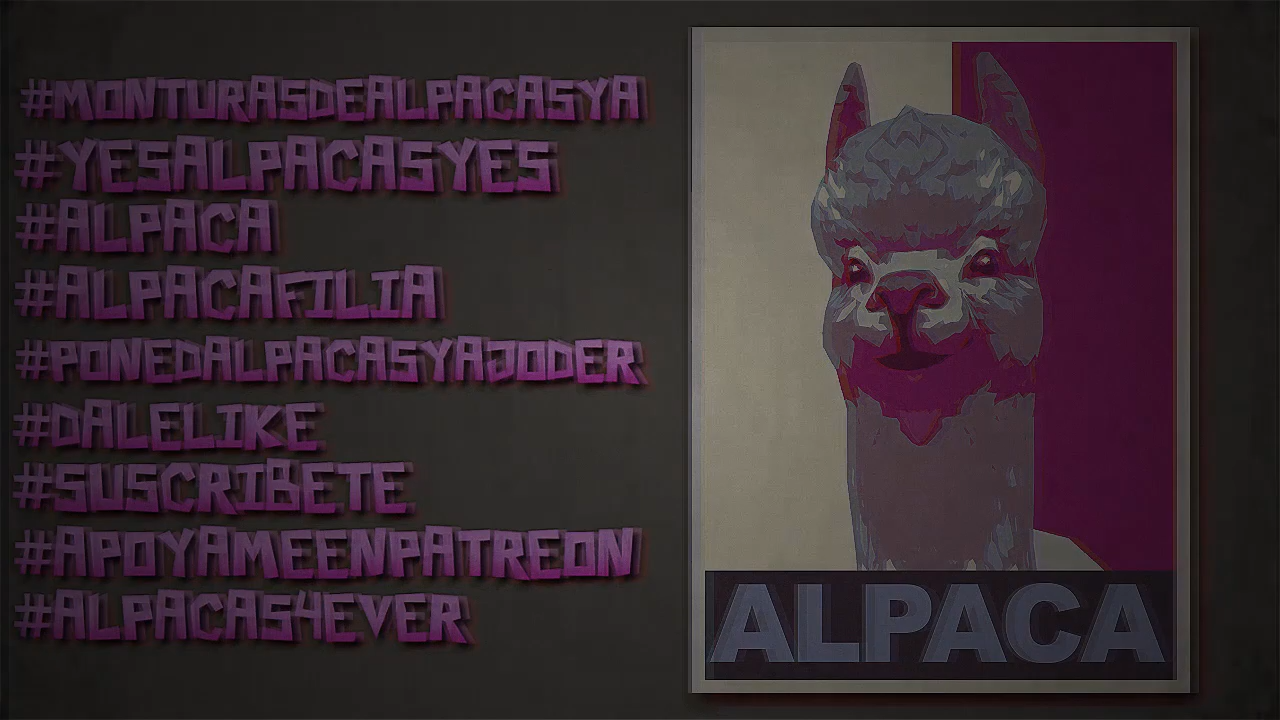 #MONTURASDEALPACASYA
#YESALPACASYES
#ALPACA
#ALPACAFILIA
#PONEDALPACASYAJODER
#DALELIKE
#SUSCRIBETE
#APOYAMEENPATREON
#ALPACAS4EVER
ALPACA